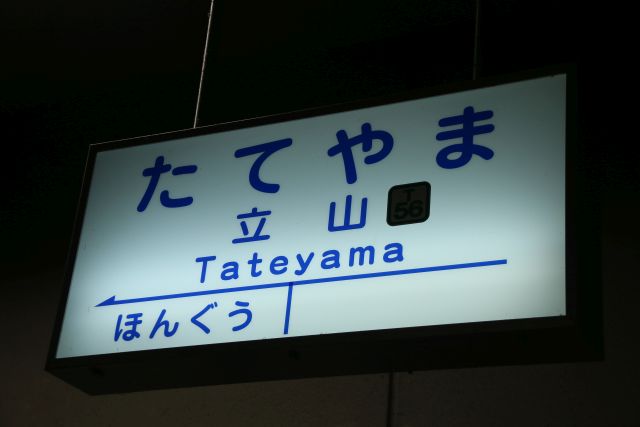 たてやま
立山
T
56
Tateyama
ほんぐう